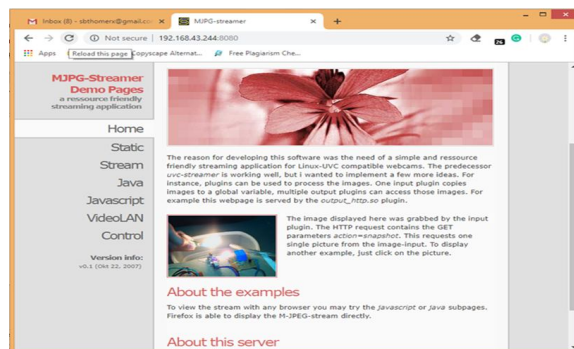 Inbox (8) - sbthomerx@gmail.co
MJPG-streamer
Not secure | 192.168.43.244:8080
Apps
Reload this page
Copyscape Alternat...
Free Plagiarism Che...
26
MJPG-Streamer
Demo Pages
a ressource friendly
streaming application
Home
Static
Stream
Java
Javascript
VideoLAN
Control
Version info:
v0.1 (Okt 22, 2007)
The reason for developing this software was the need of a simple and ressource
friendly streaming application for Linux-UVC compatible webcams. The predecessor
uvc-streamer is working well, but i wanted to implement a few more ideas. For
instance, plugins can be used to process the images. One input plugin copies
images to a global variable, multiple output plugins can access those images. For
example this webpage is served by the output_http.so plugin.
The image displayed here was grabbed by the input
plugin. The HTTP request contains the GET
parameters action=snapshot. This requests one
single picture from the image-input. To display
another example, just click on the picture.
About the examples
To view the stream with any browser you may try the Javascript or Java subpages.
Firefox is able to display the M-JPEG-stream directly.
About this server